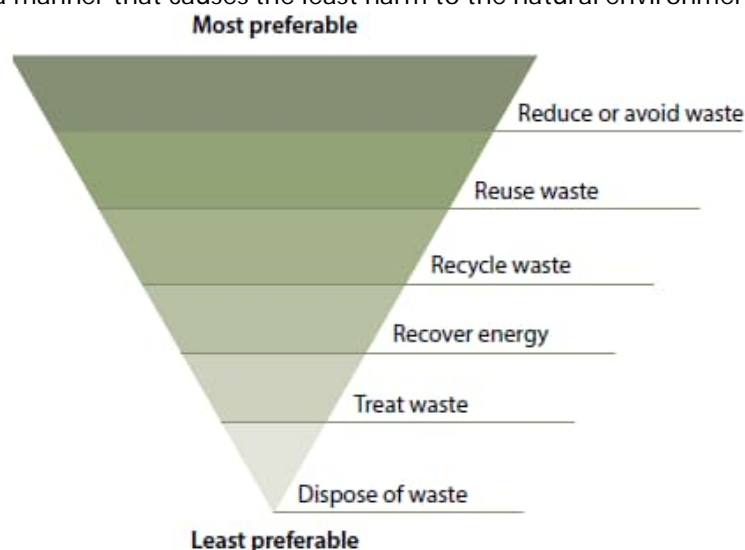 a manner that causes the least harm to the natural environmen
Most preferable
Reduce or avoid waste
Reuse waste
Recycle waste
Recover energy
Treat waste
Dispose of waste
Least preferable